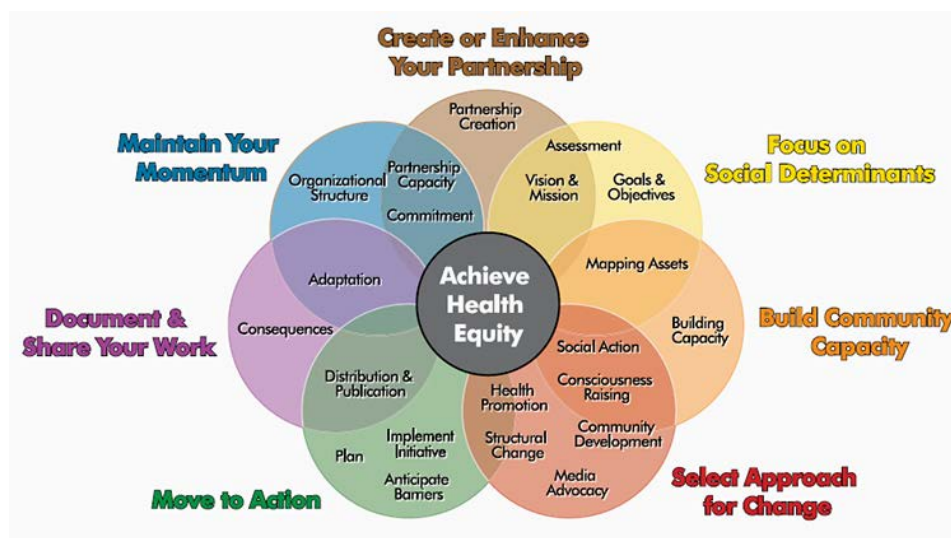 Create or Enhance
Your Partnership
Partnership
Creation
Maintain Your
Momentum
Organizational
Structure
Partnership
Capacity
Commitment
Assessment
Vision &
Mission
Goals &
Objectives
Focus on
Social Determinants
Achieve
Health
Equity
Mapping Assets
Building
Capacity
Build Community
Capacity
Adaptation
Consequences
Document &
Share Your Work
Distribution &
Publication
Social Action
Consciousness
Raising
Health
Promotion
Structural
Change
Community
Development
Media
Advocacy
Select Approach
for Change
Plan
Implement
Initiative
Anticipate
Barriers
Move to Action